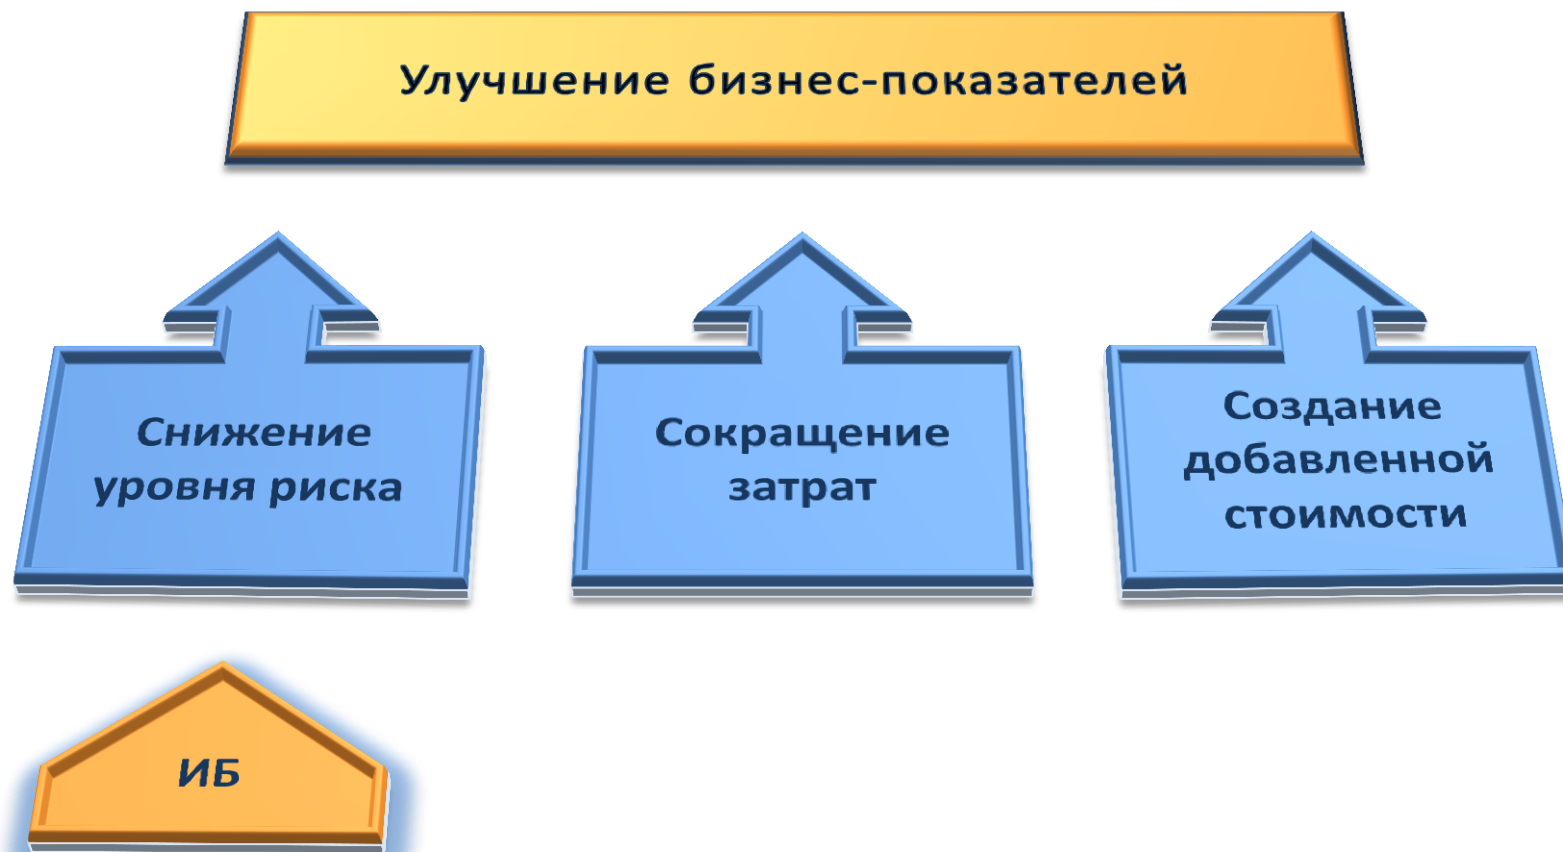 Улучшение бизнес-показателей
Снижение
уровня риска
Сокращение
затрат
Создание
добавленной
стоимости
ИБ